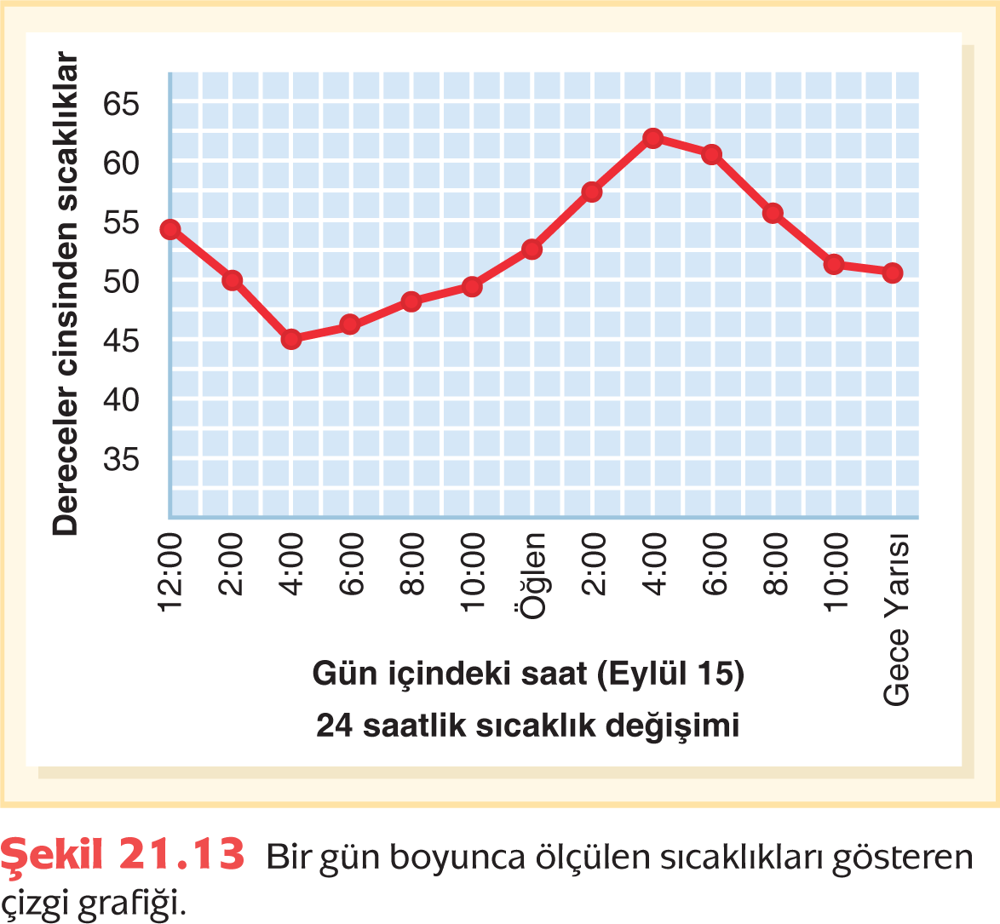 Dereceler cinsinden sıcaklıklar
65
60
55
50
45
40
35
12:00
2:00
4:00
6:00
8:00
10:00
Öğlen
2:00
4:00
6:00
8:00
10:00
Gece Yarısı
Gün içindeki saat (Eylül 15)
24 saatlik sıcaklık değişimi
Şekil 21.13 Bir gün boyunca ölçülen sıcaklıkları gösteren
çizgi grafiği.